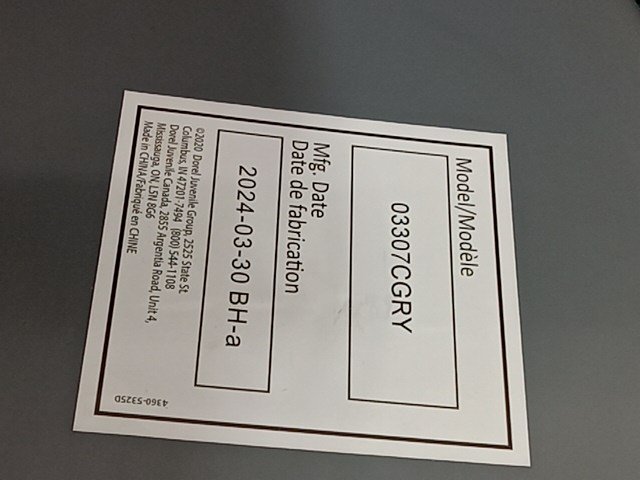 Model/Modèle
03307CGRY
Mfg. Date
Date de fabrication
2024-03-30 BH-a
©2020 Dorel Juvenile Group, 2525 State St.
Columbus, IN 47201-7494 (800) 544-1108
Dorel Juvenile Canada, 2855 Argentia Road, Unit 4,
Mississauga, ON, L5N 8G6
Made in CHINA/Fabriqué en CHINE
4360-5325D